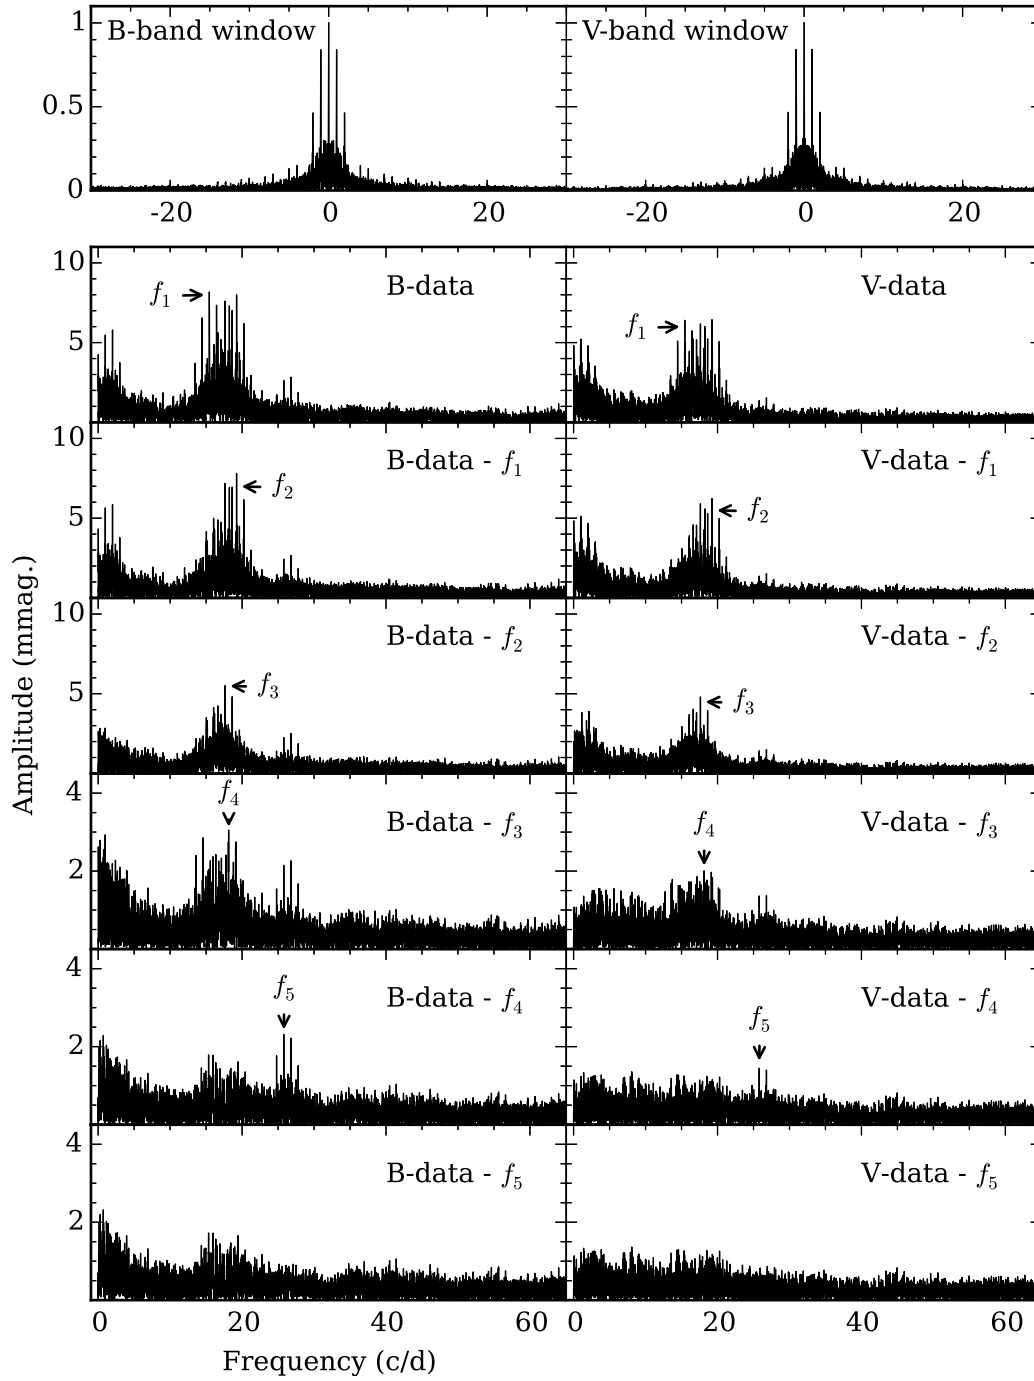 1
B-band window
V-band window
0.5
0
-20 0 20 -20 0 20
10
B-data
V-data
f₁
f₁
5
10
B-data - f₁
V-data - f₁
f₂
f₂
5
10
B-data - f₂
V-data - f₂
f₃
f₃
5
Amplitude (mmag.)
4
f₄
B-data - f₃
f₄
V-data - f₃
2
4
f₅
B-data - f₄
f₅
V-data - f₄
2
4
B-data - f₅
V-data - f₅
2
0 20 40 60 0 20 40 60
Frequency (c/d)